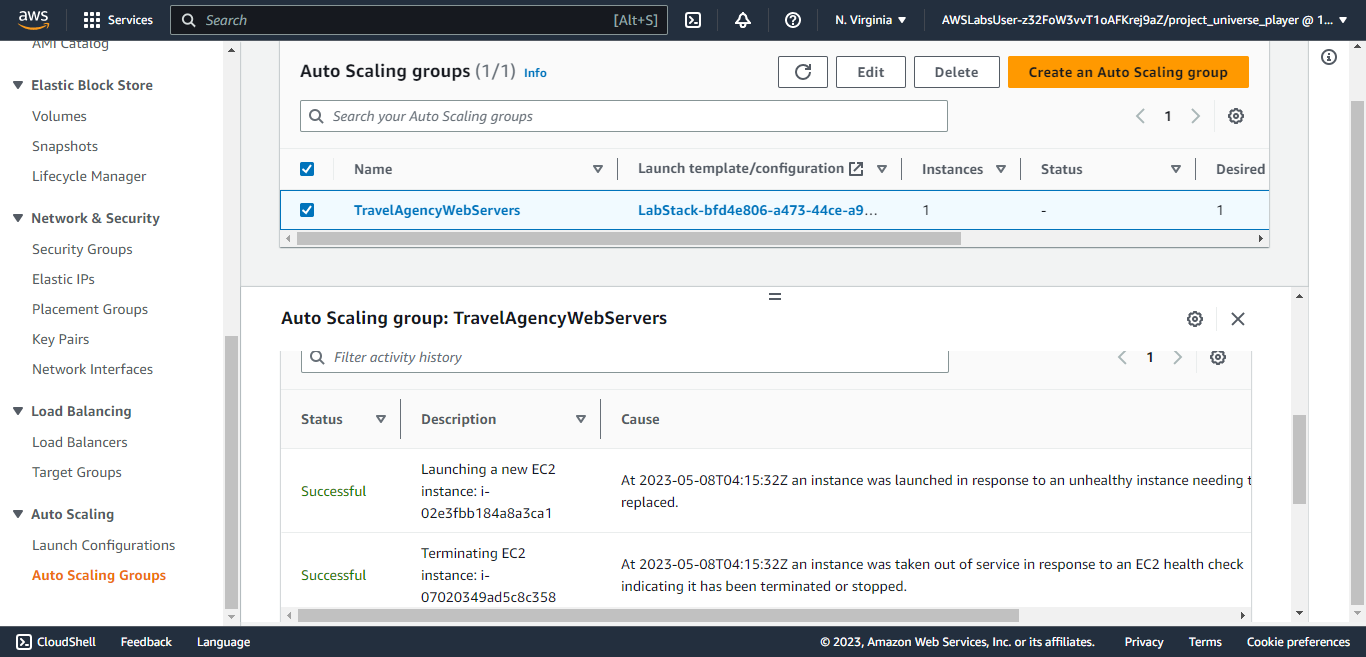 aws Services Search [Alt+S] N. Virginia AWSLabsUser-z32FoW3vvT1oAFKrej9aZ/project_universe_player @ 1...
AMI Catalog
Elastic Block Store
Volumes
Snapshots
Lifecycle Manager
Network & Security
Security Groups
Elastic IPs
Placement Groups
Key Pairs
Network Interfaces
Load Balancing
Load Balancers
Target Groups
Auto Scaling
Launch Configurations
Auto Scaling Groups
Auto Scaling groups (1/1) Info Edit Delete Create an Auto Scaling group
Search your Auto Scaling groups 1
Name Launch template/configuration Instances Status Desired
TravelAgencyWebServers LabStack-bfd4e806-a473-44ce-a9... 1 - 1
Auto Scaling group: TravelAgencyWebServers
Filter activity history 1
Status Description Cause
Successful
Launching a new EC2
instance: i-
02e3fbb184a8a3ca1
At 2023-05-08T04:15:32Z an instance was launched in response to an unhealthy instance needing t
replaced.
Successful
Terminating EC2
instance: i-
07020349ad5c8c358
At 2023-05-08T04:15:32Z an instance was taken out of service in response to an EC2 health check
indicating it has been terminated or stopped.
CloudShell Feedback Language © 2023, Amazon Web Services, Inc. or its affiliates. Privacy Terms Cookie preferences